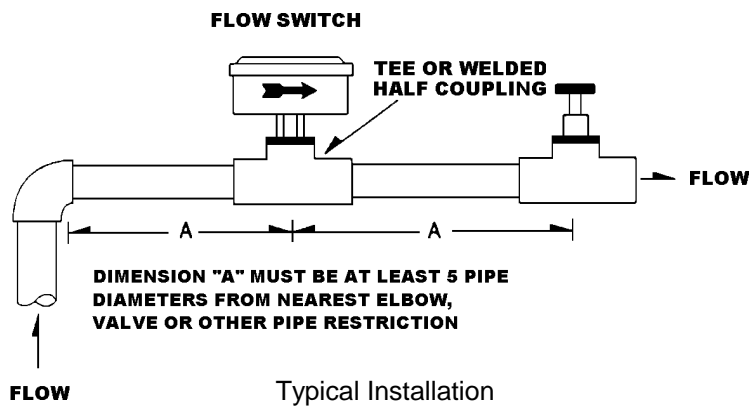 FLOW SWITCH
TEE OR WELDED
HALF COUPLING
FLOW
A
A
DIMENSION "A" MUST BE AT LEAST 5 PIPE
DIAMETERS FROM NEAREST ELBOW,
VALVE OR OTHER PIPE RESTRICTION
FLOW
Typical Installation